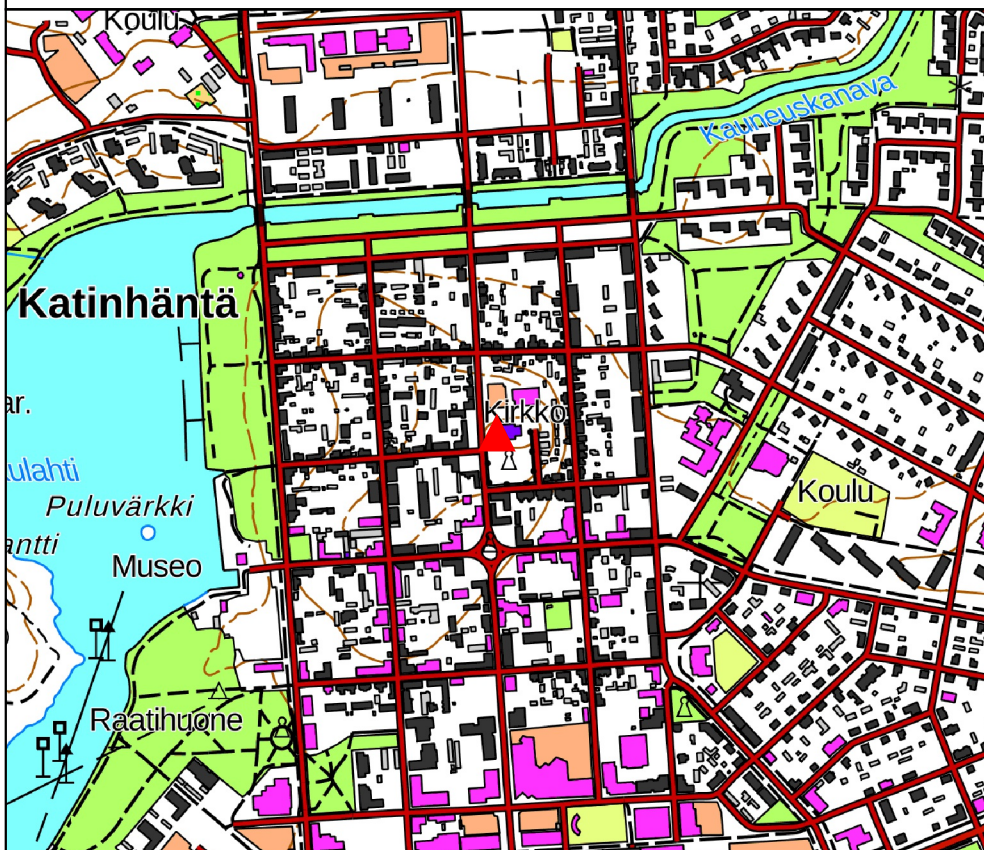 Koulu
Kauneuskanava
Katinhäntä
ar.
Kirkko
ulahti
Puluvärkki
Koulu
antti
Museo
Raatihuone